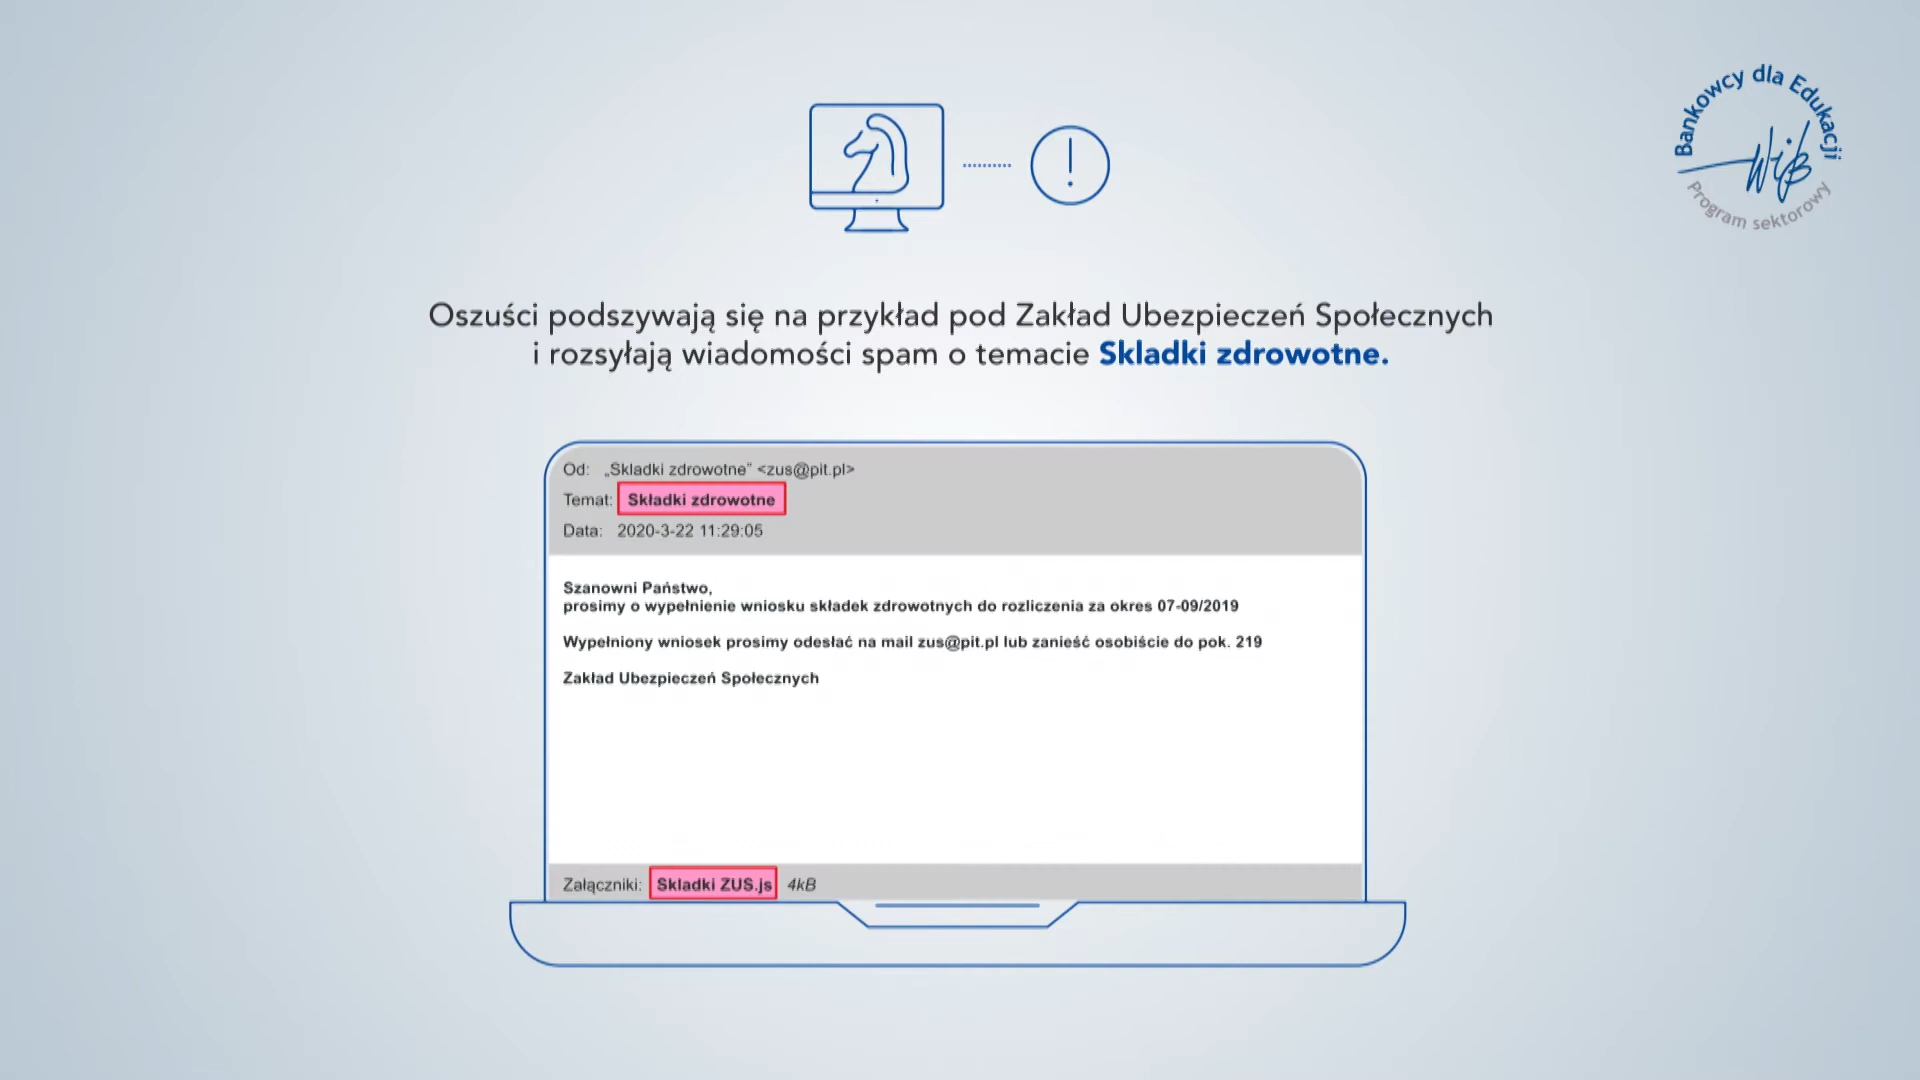 Bankowcy dla Edukacji
WiB
Program sektorowy
Oszuści podszywają się na przykład pod Zakład Ubezpieczeń Społecznych
i rozsyłają wiadomości spam o temacie Skladki zdrowotne.
Od: „Skladki zdrowotne” <zus@pit.pl>
Temat: Składki zdrowotne
Data: 2020-3-22 11:29:05
Szanowni Państwo,
prosimy o wypełnienie wniosku składek zdrowotnych do rozliczenia za okres 07-09/2019
Wypełniony wniosek prosimy odesłać na mail zus@pit.pl lub zanieść osobiście do pok. 219
Zakład Ubezpieczeń Społecznych
Załączniki: Skladki ZUS.js 4kB